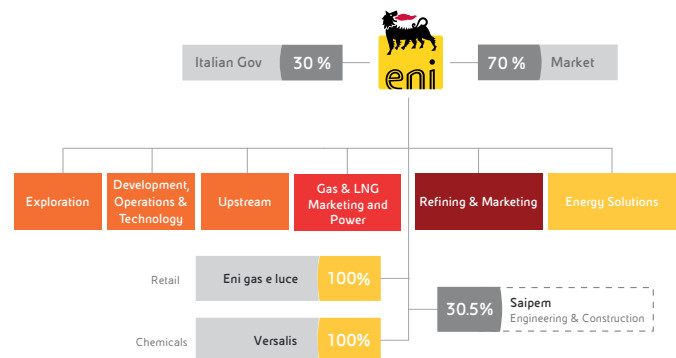 Italian Gov 30 % eni 70 % Market
Exploration
Development,
Operations &
Technology
Upstream
Gas & LNG
Marketing and
Power
Refining & Marketing
Energy Solutions
Retail Eni gas e luce 100%
30.5% Saipem
Engineering & Construction
Chemicals Versalis 100%